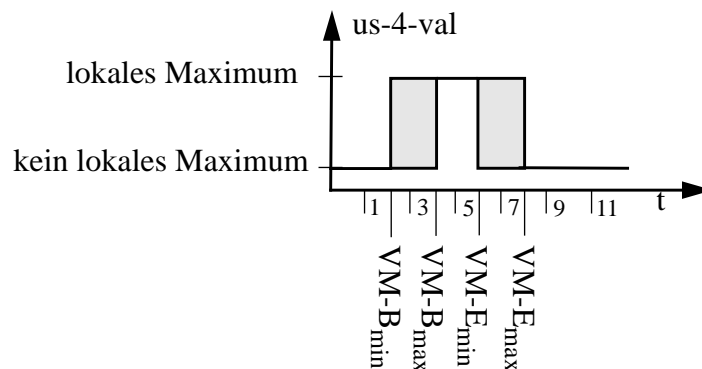 us-4-val
lokales Maximum
kein lokales Maximum
1 3 5 7 9 11 t
VM-Bmin
VM-Bmax
VM-Emin
VM-Emax